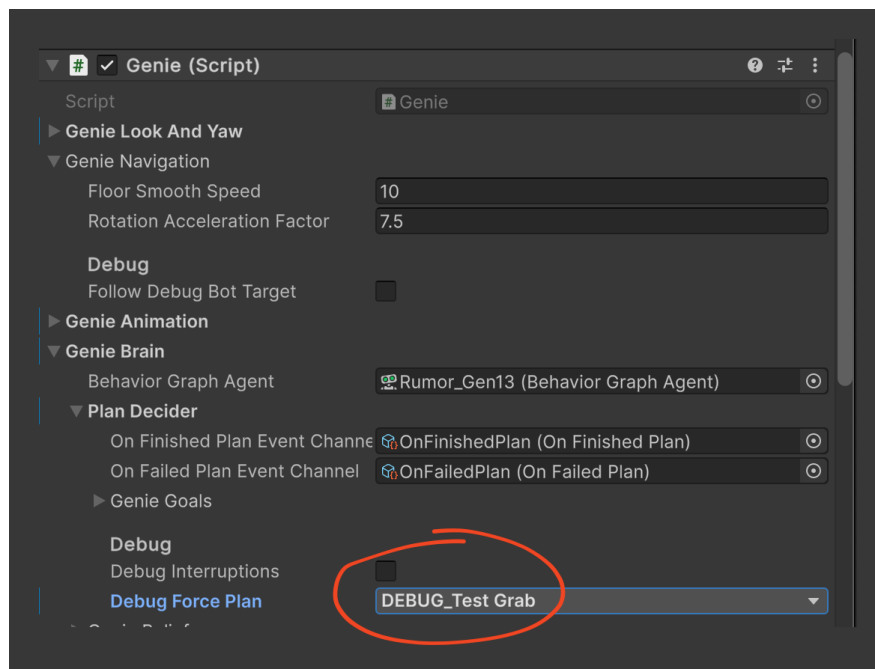 Genie (Script)
Script Genie
Genie Look And Yaw
Genie Navigation
Floor Smooth Speed 10
Rotation Acceleration Factor 7.5
Debug
Follow Debug Bot Target
Genie Animation
Genie Brain
Behavior Graph Agent Rumor_Gen13 (Behavior Graph Agent)
Plan Decider
On Finished Plan Event Channe OnFinishedPlan (On Finished Plan)
On Failed Plan Event Channel OnFailedPlan (On Failed Plan)
Genie Goals
Debug
Debug Interruptions
Debug Force Plan DEBUG_Test Grab